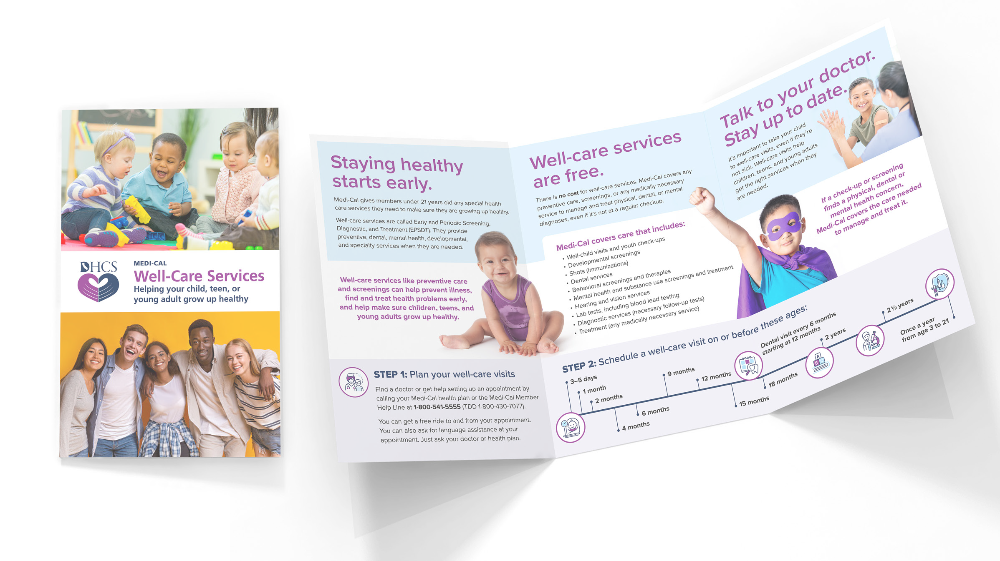 DHCS
MEDI-CAL
Well-Care Services
Helping your child, teen, or
young adult grow up healthy
Staying healthy
starts early.
Medi-Cal gives members under 21 years old any special health
care services they need to make sure they are growing up healthy.
Well-care services are called Early and Periodic Screening,
Diagnostic, and Treatment (EPSDT). They provide
preventive, dental, mental health, developmental,
and specialty services when they are needed.
Well-care services like preventive care
and screenings can help prevent illness,
find and treat health problems early,
and help make sure children, teens, and
young adults grow up healthy.
STEP 1: Plan your well-care visits
Find a doctor or get help setting up an appointment by
calling your Medi-Cal health plan or the Medi-Cal Member
Help Line at 1-800-541-5555 (TDD 1-800-430-7077).
You can get a free ride to and from your appointment.
You can also ask for language assistance at your
appointment. Just ask your doctor or health plan.
Well-care services
are free.
There is no cost for well-care services. Medi-Cal covers any
preventive care, screenings, or any medically necessary
service to manage and treat physical, dental, or mental
diagnoses, even if it's not at a regular checkup.
Medi-Cal covers care that includes:
• Well-child visits and youth check-ups
• Developmental screenings
• Shots (immunizations)
• Dental services
• Behavioral screenings and therapies
• Mental health and substance use screenings and treatment
• Hearing and vision services
• Lab tests, including blood lead testing
• Diagnostic services (necessary follow-up tests)
• Treatment (any medically necessary service)
Talk to your doctor.
Stay up to date.
It's important to take your child
to well-care visits, even if they're
not sick. Well-care visits help
children, teens, and young adults
get the right services when they
are needed.
If a check-up or screening
finds a physical, dental or
mental health concern,
Medi-Cal covers the care needed
to manage and treat it.
STEP 2: Schedule a well-care visit on or before these ages:
3–5 days
1 month
2 months
4 months
6 months
9 months
12 months
Dental visit every 6 months
starting at 12 months
15 months
18 months
2 years
A
B
2½ years
Once a year
from age 3 to 21